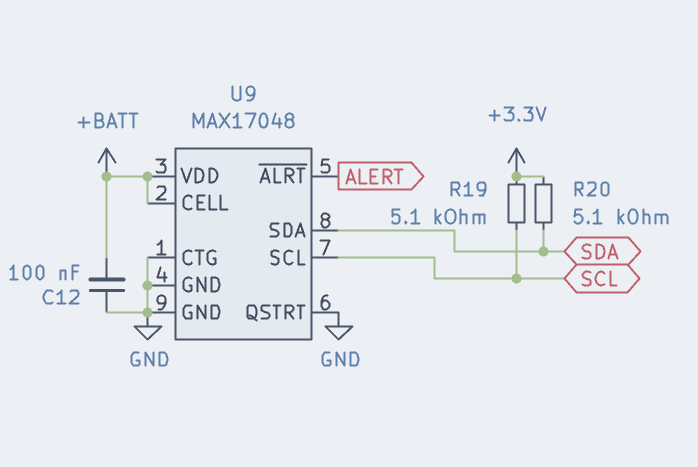 U9
MAX17048
+BATT
+3.3V
3 VDD
2 CELL
1 CTG
4 GND
9 GND
ALRT 5
SDA 8
SCL 7
QSTRT 6
ALERT
R19
5.1 kOhm
R20
5.1 kOhm
SDA
SCL
100 nF
C12
GND
GND